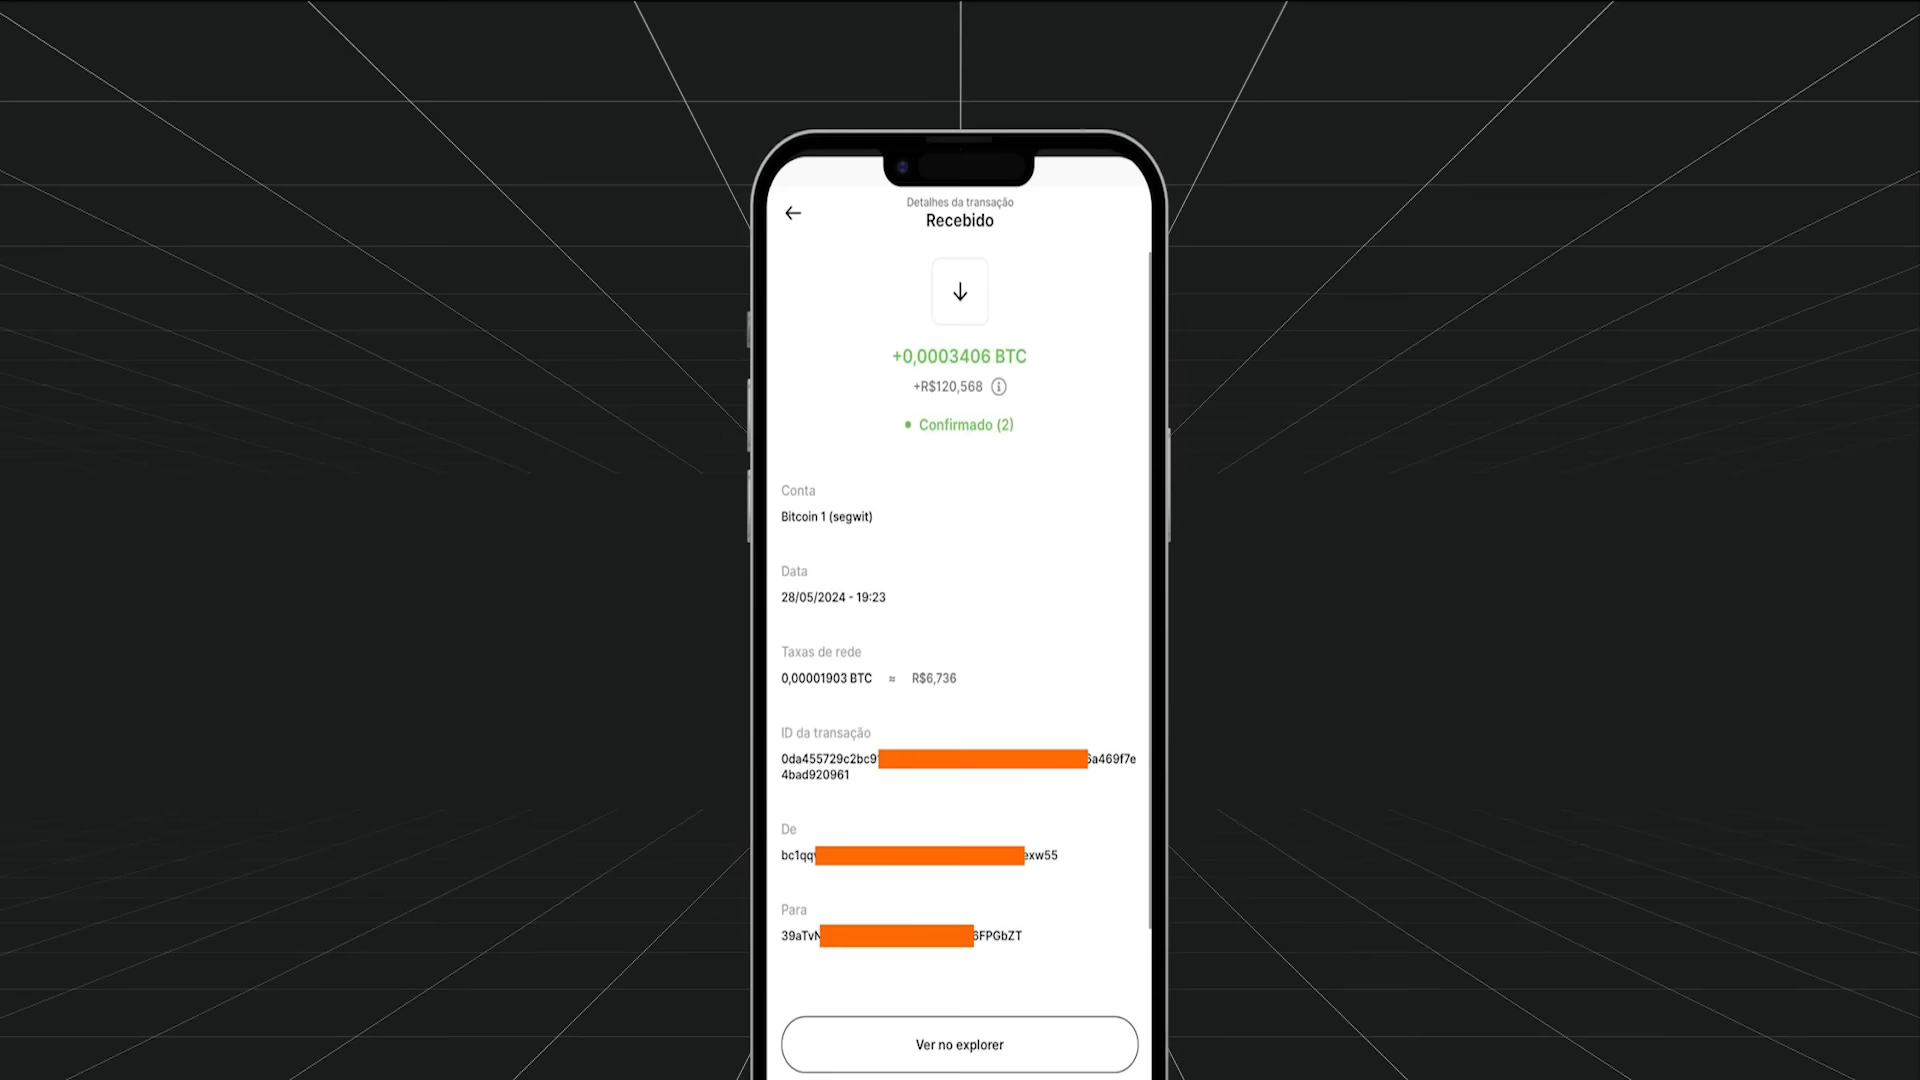 Detalhes da transação
Recebido
+0,0003406 BTC
+R$120,568
Confirmado (2)
Conta
Bitcoin 1 (segwit)
Data
28/05/2024 - 19:23
Taxas de rede
0,00001903 BTC ≈ R$6,736
ID da transação
0da455729c2bc9 a469f7e
4bad920961
De
bc1qq exw55
Para
39aTv 6FPGbZT
Ver no explorer